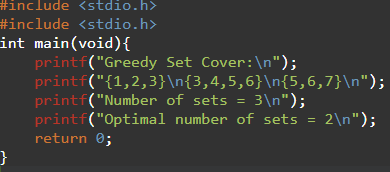 #include <stdio.h>
#include <stdio.h>
int main(void){
    printf("Greedy Set Cover:\n");
    printf("{1,2,3}\n{3,4,5,6}\n{5,6,7}\n");
    printf("Number of sets = 3\n");
    printf("Optimal number of sets = 2\n");
    return 0;
}